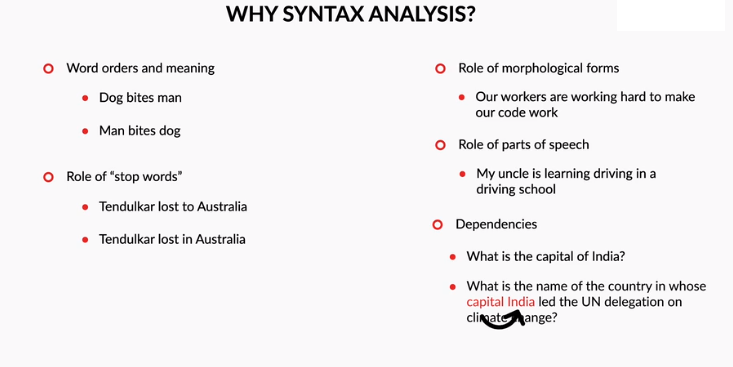 WHY SYNTAX ANALYSIS?
Word orders and meaning
Dog bites man
Man bites dog
Role of “stop words”
Tendulkar lost to Australia
Tendulkar lost in Australia
Role of morphological forms
Our workers are working hard to make
our code work
Role of parts of speech
My uncle is learning driving in a
driving school
Dependencies
What is the capital of India?
What is the name of the country in whose
capital India led the UN delegation on
climate change?